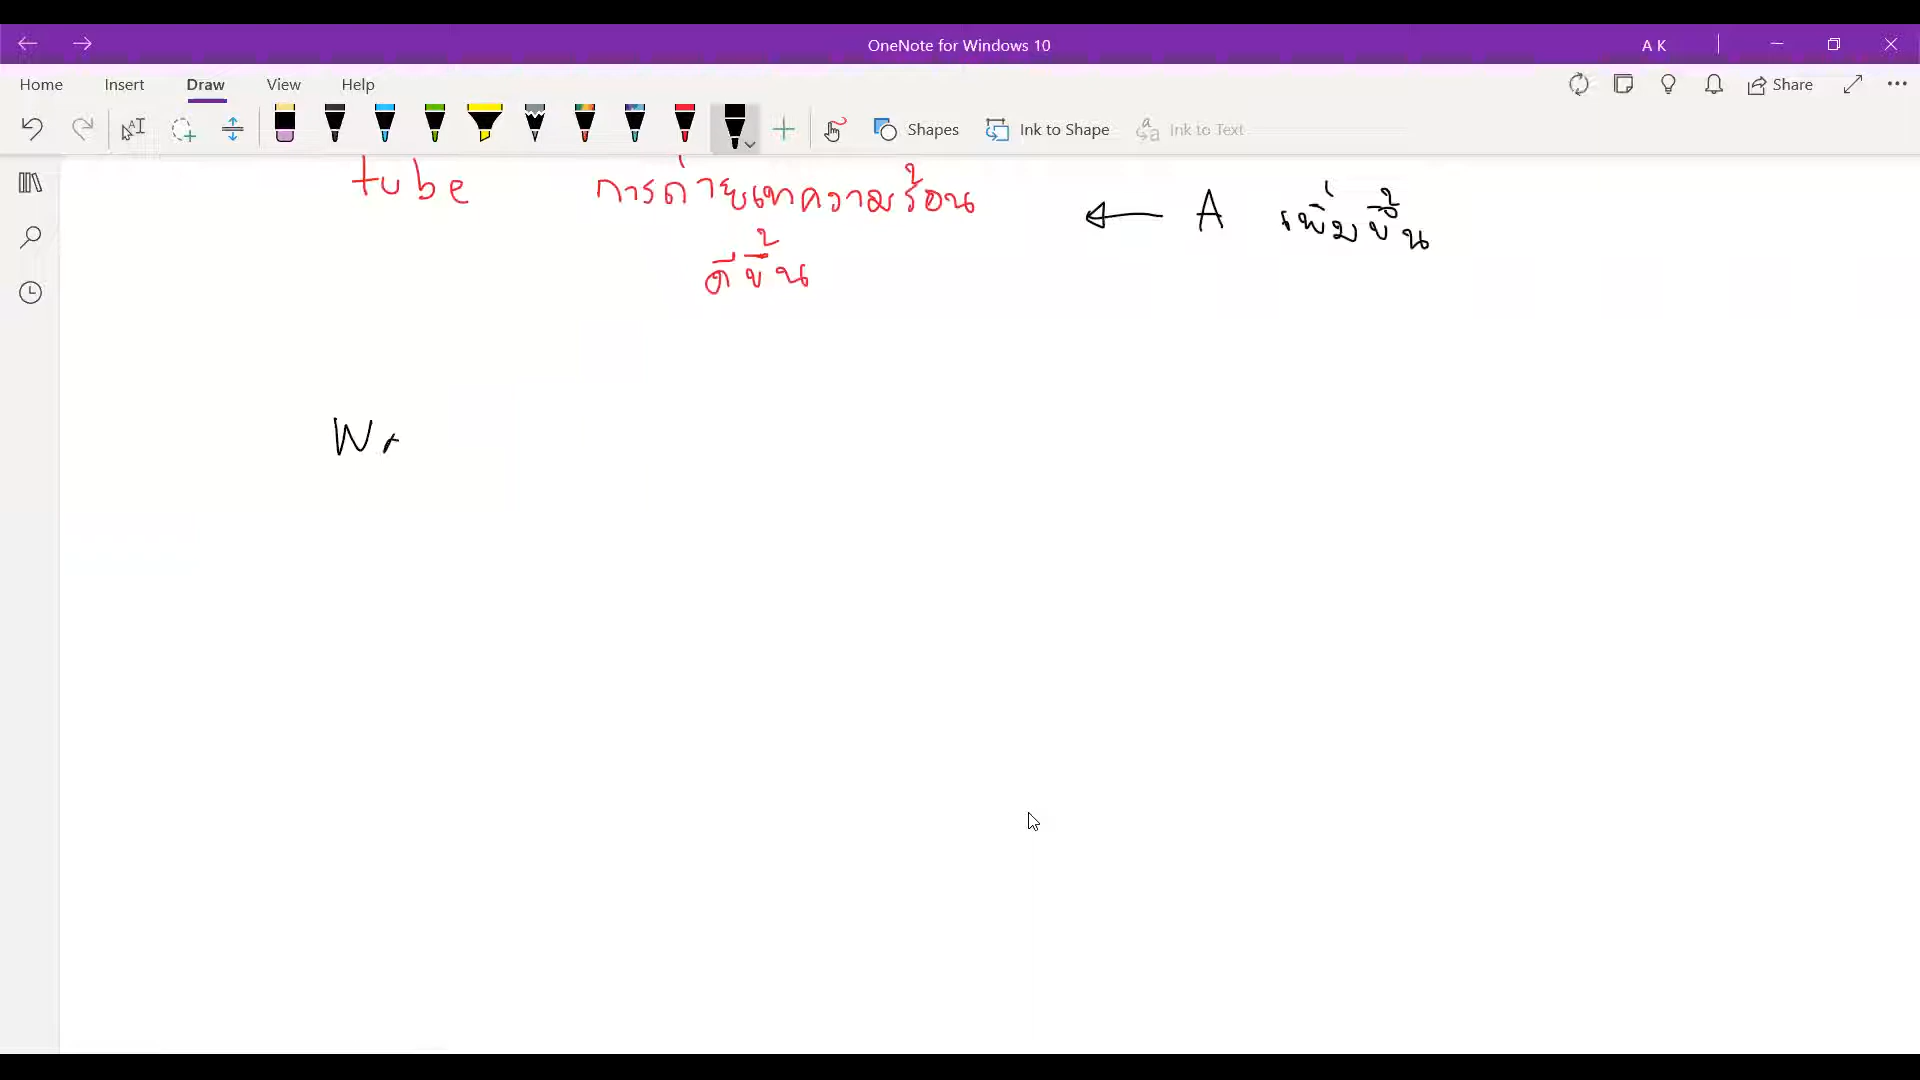 OneNote for Windows 10
A K
Home Insert Draw View Help
Share
Shapes
Ink to Shape
Ink to Text
tube การถ่ายเทความร้อน
ดีขึ้น
A เพิ่มขึ้น
W